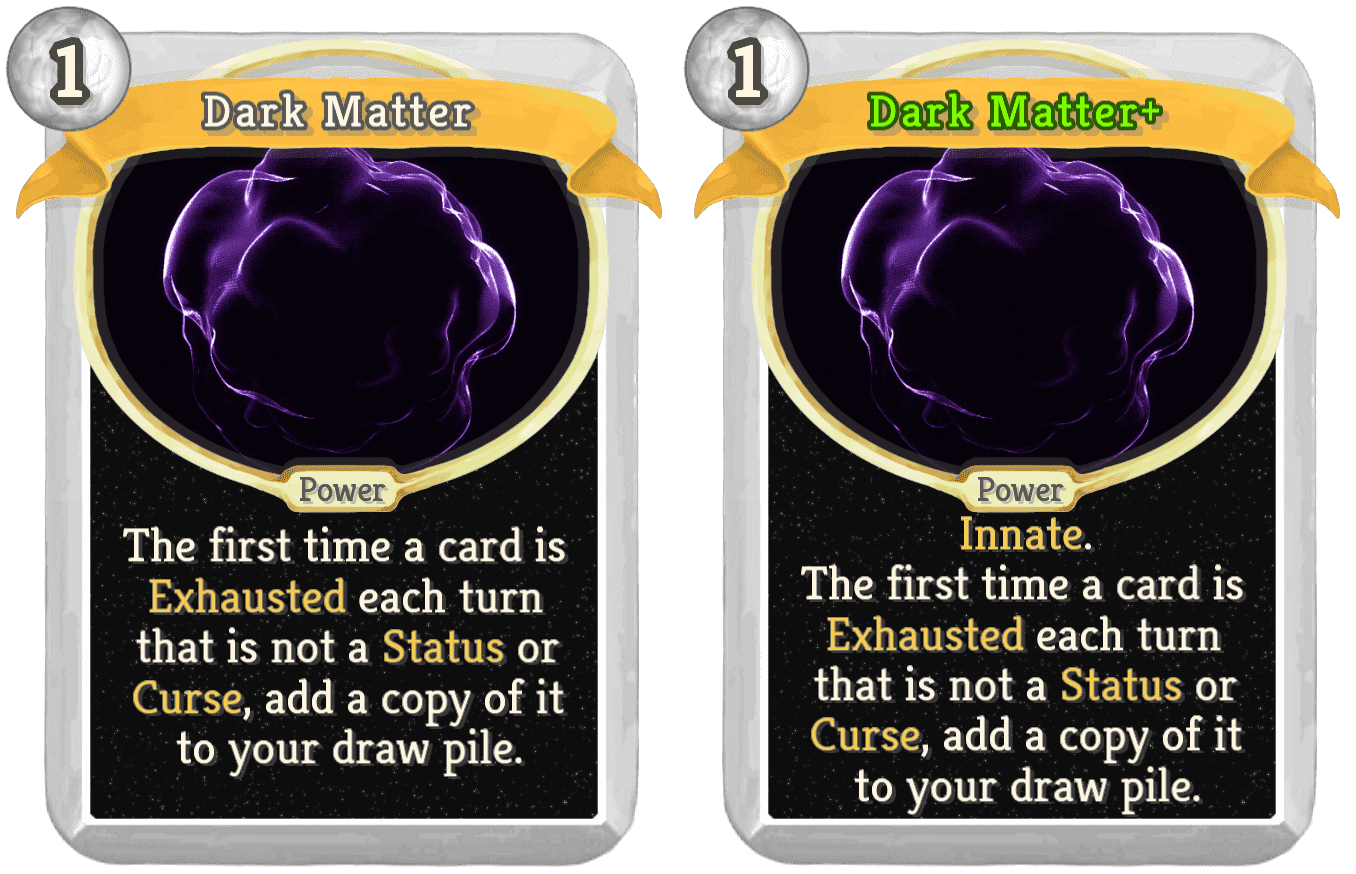 1
Dark Matter
Power
The first time a card is
Exhausted each turn
that is not a Status or
Curse, add a copy of it
to your draw pile.
1
Dark Matter+
Power
Innate.
The first time a card is
Exhausted each turn
that is not a Status or
Curse, add a copy of it
to your draw pile.